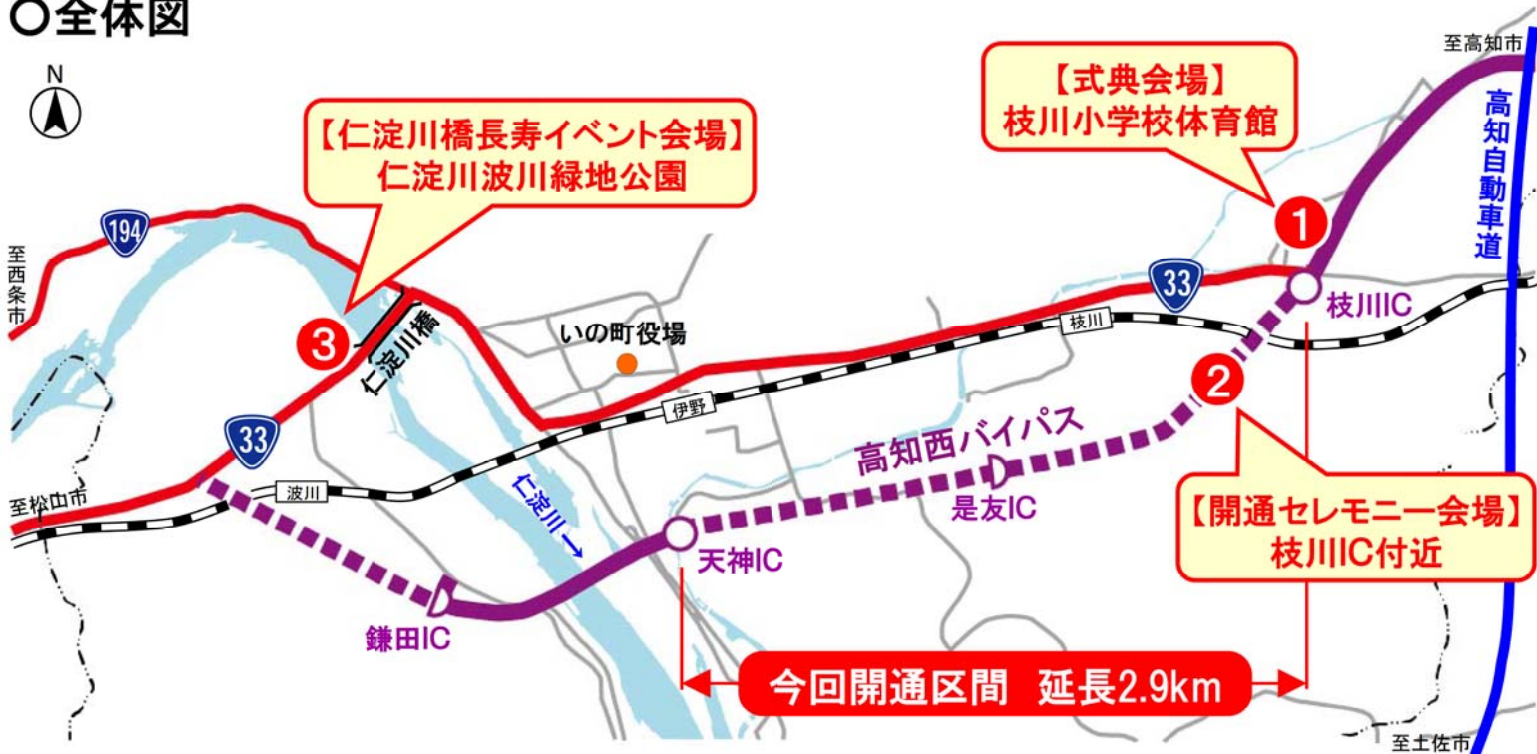 ○全体図
N
至高知市
【式典会場】
枝川小学校体育館
高知自動車道
【仁淀川橋長寿イベント会場】
仁淀川波川緑地公園
194
至西条市
1
33
枝川IC
枝川
3
仁淀川橋
いの町役場
2
伊野
33
高知西バイパス
至松山市
波川
仁淀川→
是友IC
【開通セレモニー会場】
枝川IC付近
天神IC
鎌田IC
今回開通区間 延長2.9km
至土佐市